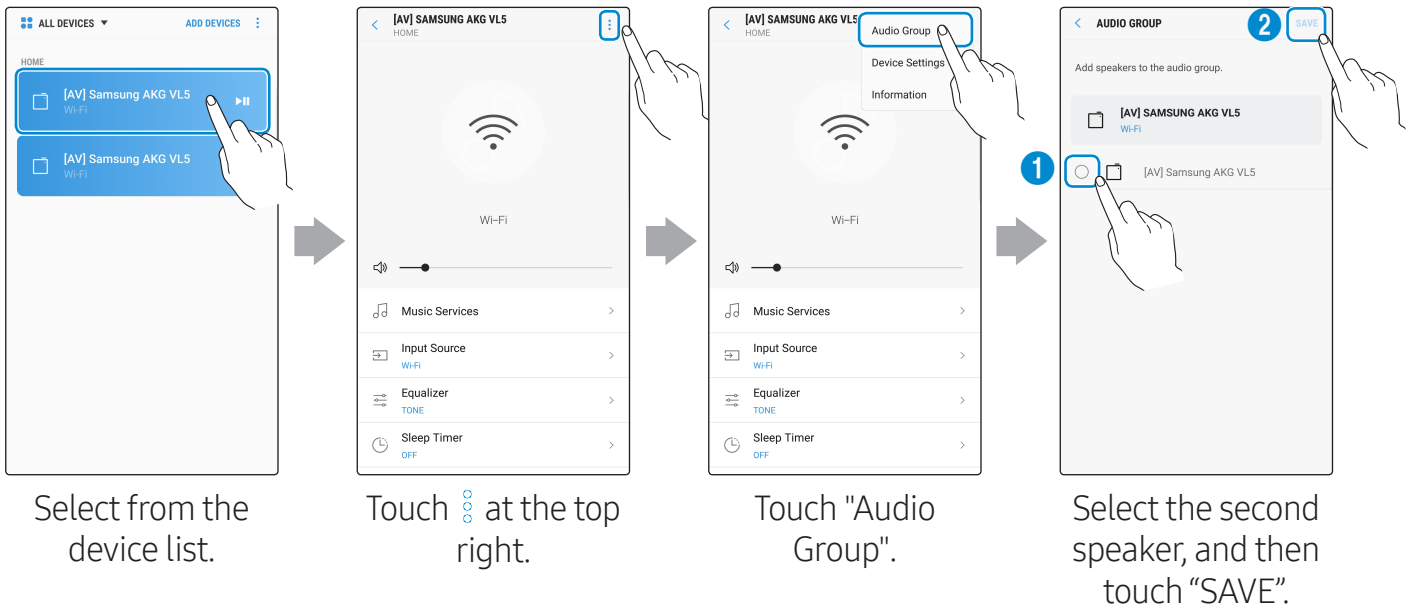 ALL DEVICES ▼ ADD DEVICES
HOME
[AV] Samsung AKG VL5
Wi-Fi
[AV] Samsung AKG VL5
Wi-Fi
Select from the
device list.
[AV] SAMSUNG AKG VL5
HOME
Wi-Fi
Music Services
Input Source
Wi-Fi
Equalizer
TONE
Sleep Timer
OFF
Touch at the top
right.
[AV] SAMSUNG AKG VL5
HOME
Audio Group
Device Settings
Information
Wi-Fi
Music Services
Input Source
Wi-Fi
Equalizer
TONE
Sleep Timer
OFF
Touch "Audio
Group".
AUDIO GROUP 2 SAVE
Add speakers to the audio group.
[AV] SAMSUNG AKG VL5
Wi-Fi
1 [AV] Samsung AKG VL5
Select the second
speaker, and then
touch “SAVE”.